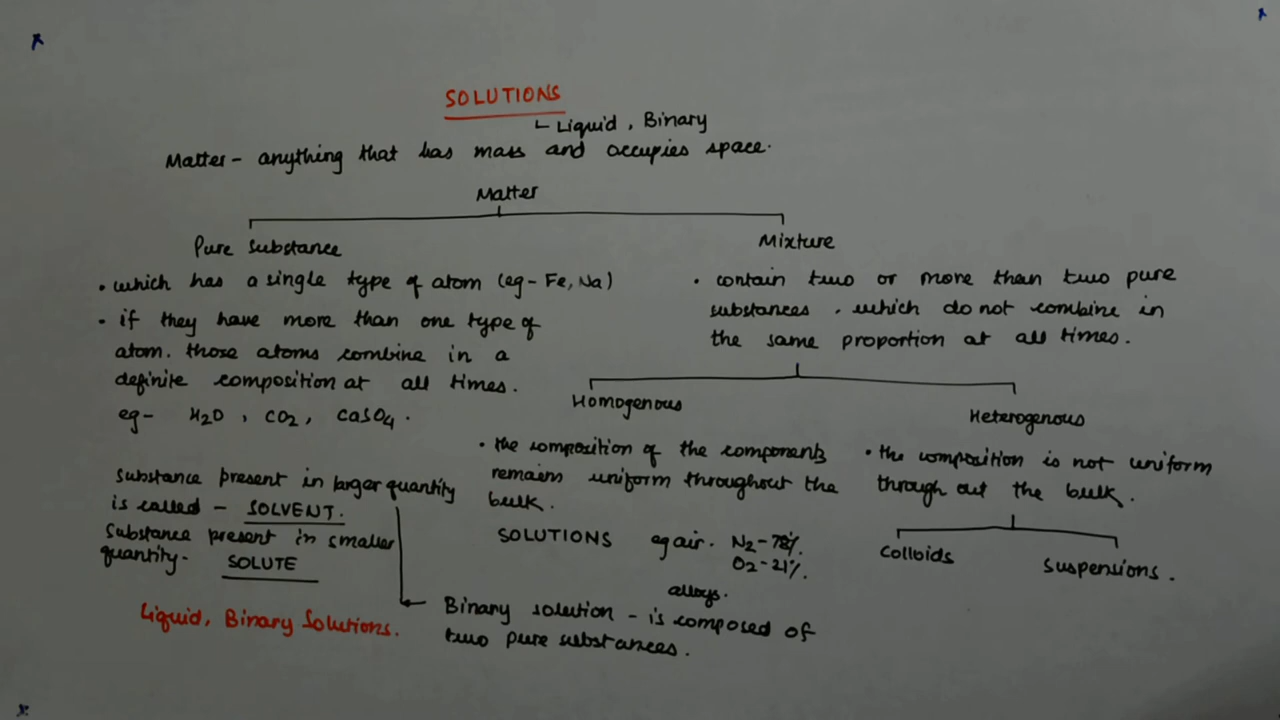 SOLUTIONS
Liquid, Binary
Matter - anything that has mass and occupies space.
Matter
Pure Substance
• which has a single type of atom (eg- Fe, Na)
• if they have more than one type of
atom. those atoms combine in a
definite composition at all times.
eg- H₂O, CO₂, CaSO₄.
Mixture
• contain two or more than two pure
substances. which do not combine in
the same proportion at all times.
Homogenous
• the composition of the components
remains uniform throughout the
bulk.
SOLUTIONS eg air. N₂-78%.
O₂-21%.
alloys.
Heterogenous
• the composition is not uniform
through out the bulk.
Colloids
Suspensions.
Substance present in larger quantity
is called - SOLVENT.
Substance present in smaller
quantity- SOLUTE
Liquid, Binary Solutions.
Binary solution - is composed of
two pure substances.